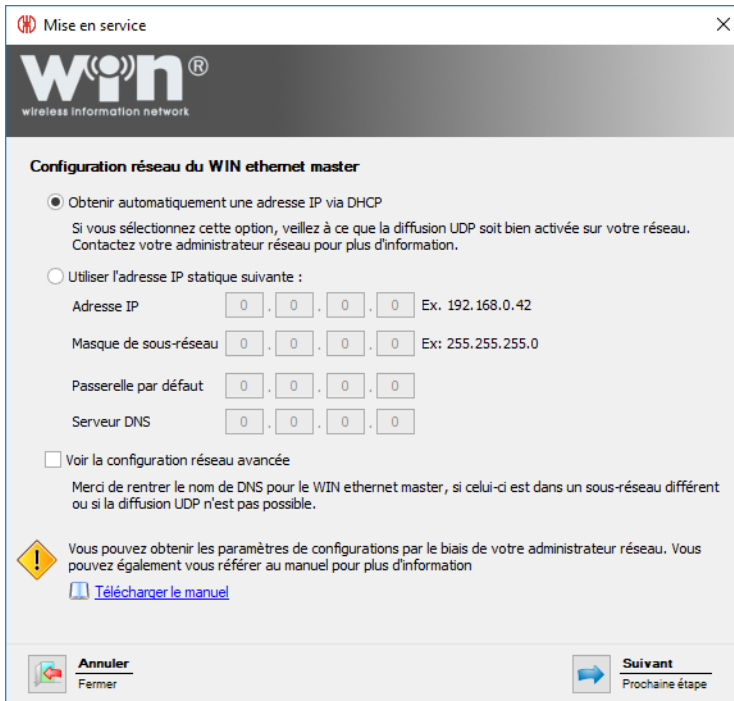 Mise en service
WIN®
wireless information network
Configuration réseau du WIN ethernet master
Obtenir automatiquement une adresse IP via DHCP
Si vous sélectionnez cette option, veillez à ce que la diffusion UDP soit bien activée sur votre réseau.
Contactez votre administrateur réseau pour plus d'information.
Utiliser l'adresse IP statique suivante :
Adresse IP 0 . 0 . 0 . 0 Ex. 192.168.0.42
Masque de sous-réseau 0 . 0 . 0 . 0 Ex: 255.255.255.0
Passerelle par défaut 0 . 0 . 0 . 0
Serveur DNS 0 . 0 . 0 . 0
Voir la configuration réseau avancée
Merci de rentrer le nom de DNS pour le WIN ethernet master, si celui-ci est dans un sous-réseau différent
ou si la diffusion UDP n'est pas possible.
Vous pouvez obtenir les paramètres de configurations par le biais de votre administrateur réseau. Vous
pouvez également vous référer au manuel pour plus d'information
Télécharger le manuel
Annuler
Fermer
Suivant
Prochaine étape